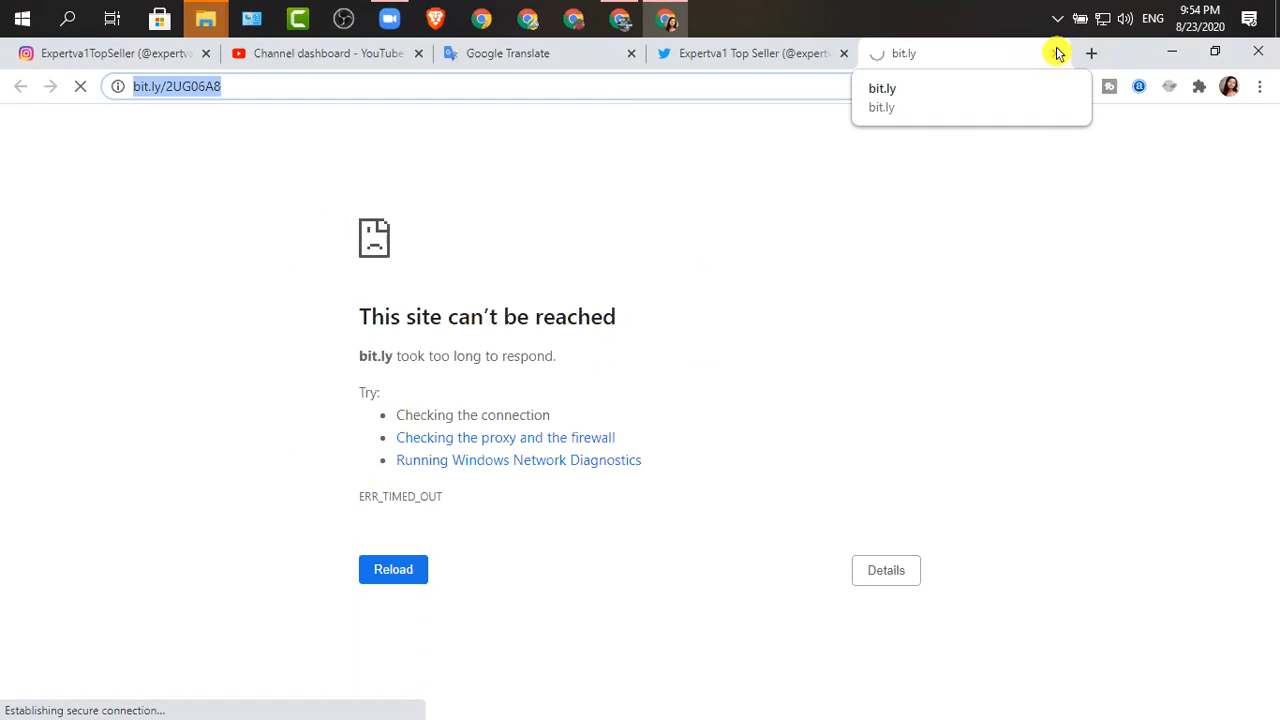 ENG
9:54 PM
8/23/2020
Expertva1TopSeller (@expertv
Channel dashboard - YouTube
Google Translate
Expertva1 Top Seller (@expertv
bit.ly
bit.ly/2UG06A8
bit.ly
bit.ly
This site can't be reached
bit.ly took too long to respond.
Try:
Checking the connection
Checking the proxy and the firewall
Running Windows Network Diagnostics
ERR_TIMED_OUT
Reload
Details
Establishing secure connection...